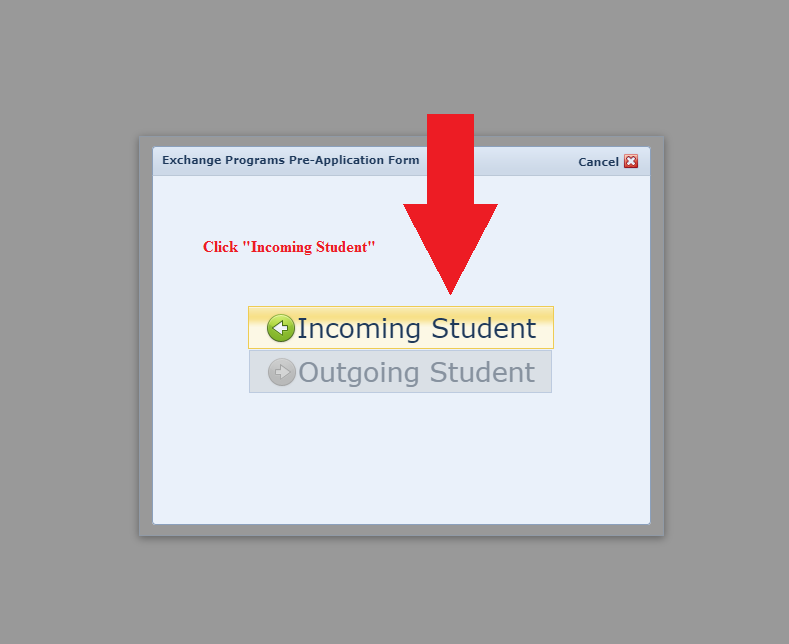 Exchange Programs Pre-Application Form
Cancel
Click "Incoming Student"
Incoming Student
Outgoing Student